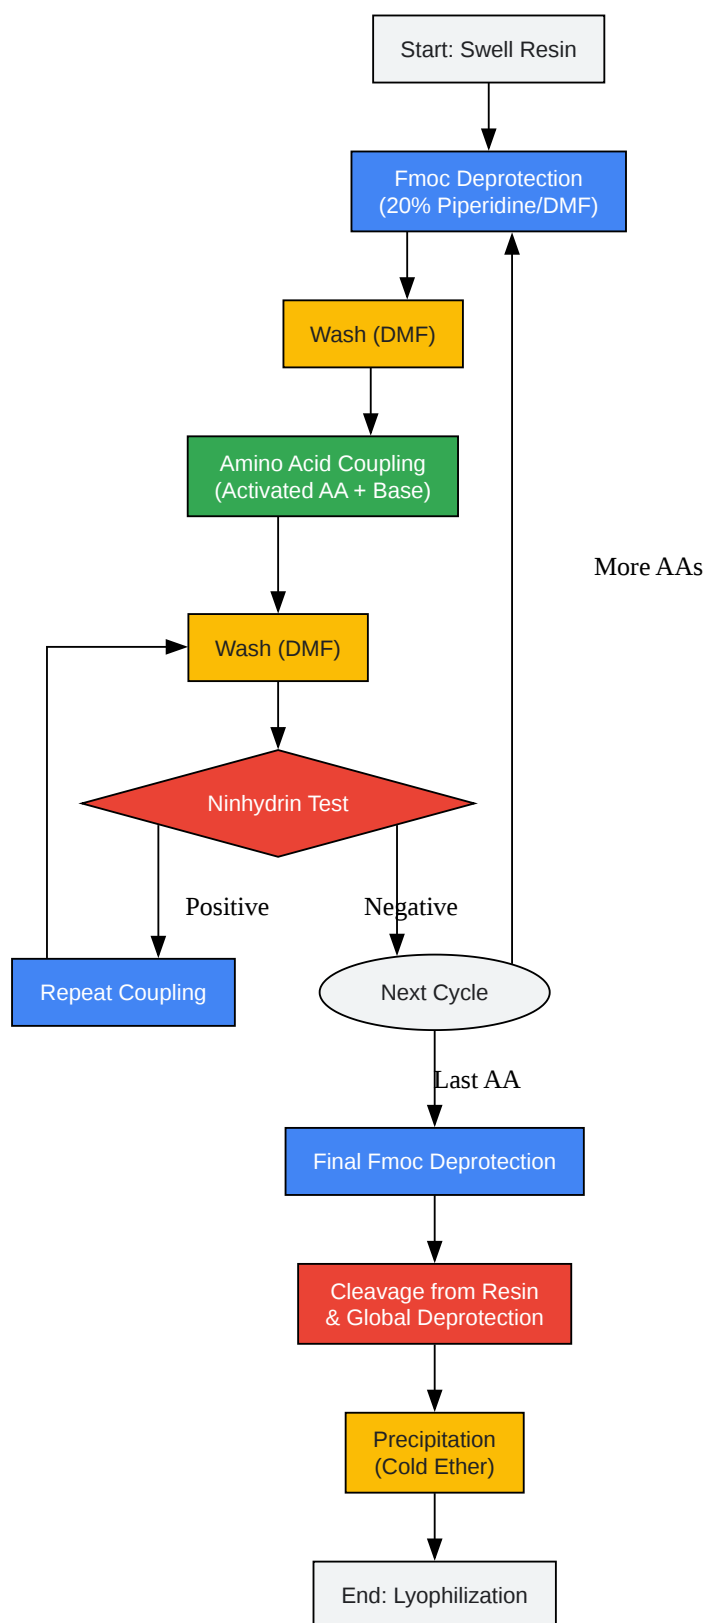 Start: Swell Resin
Fmoc Deprotection
(20% Piperidine/DMF)
Wash (DMF)
Amino Acid Coupling
(Activated AA + Base)
More AAs
Wash (DMF)
Ninhydrin Test
Positive
Negative
Repeat Coupling
Next Cycle
Last AA
Final Fmoc Deprotection
Cleavage from Resin
& Global Deprotection
Precipitation
(Cold Ether)
End: Lyophilization